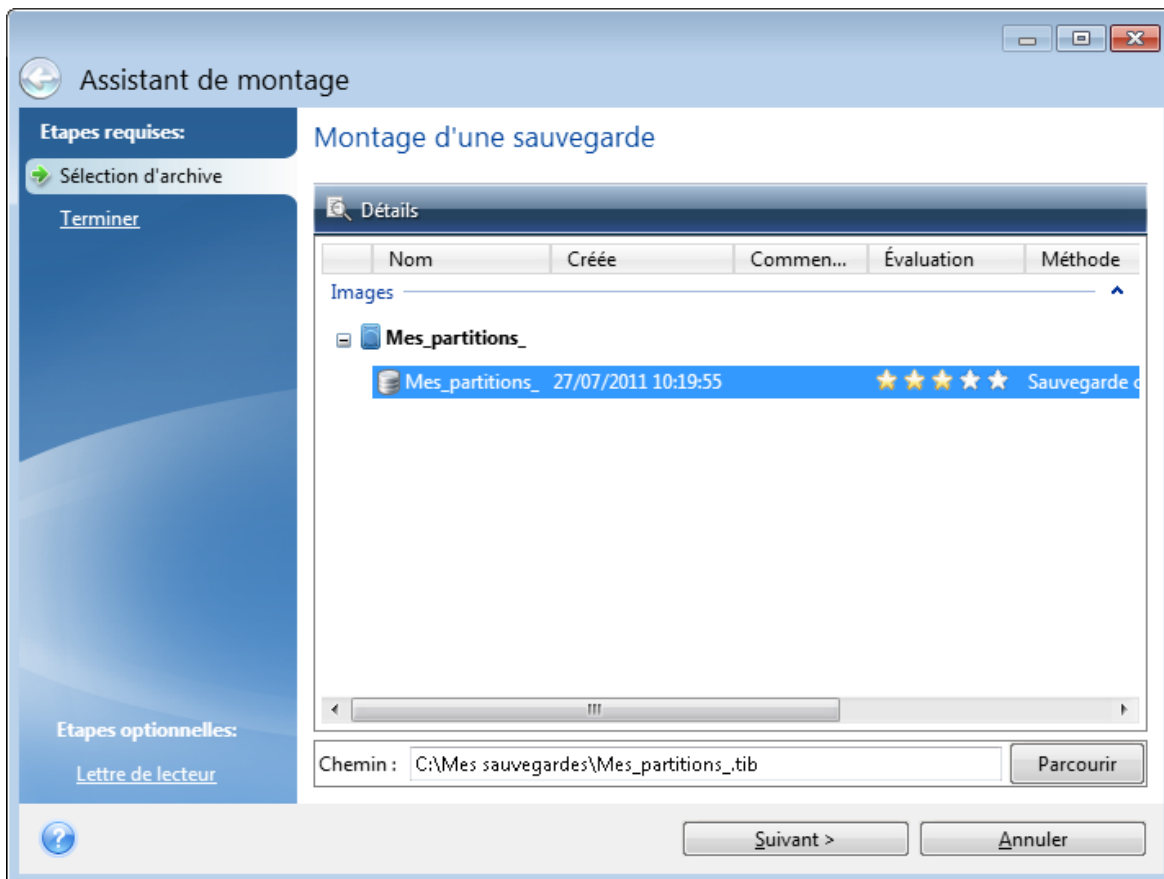 Assistant de montage
Etapes requises:
Sélection d'archive
Terminer
Montage d'une sauvegarde
Détails
Nom Créée Commen... Évaluation Méthode
Images
Mes_partitions_
Mes_partitions_ 27/07/2011 10:19:55 Sauvegarde
Etapes optionnelles:
Lettre de lecteur
Chemin : C:\Mes sauvegardes\Mes_partitions_.tib Parcourir
Suivant > Annuler